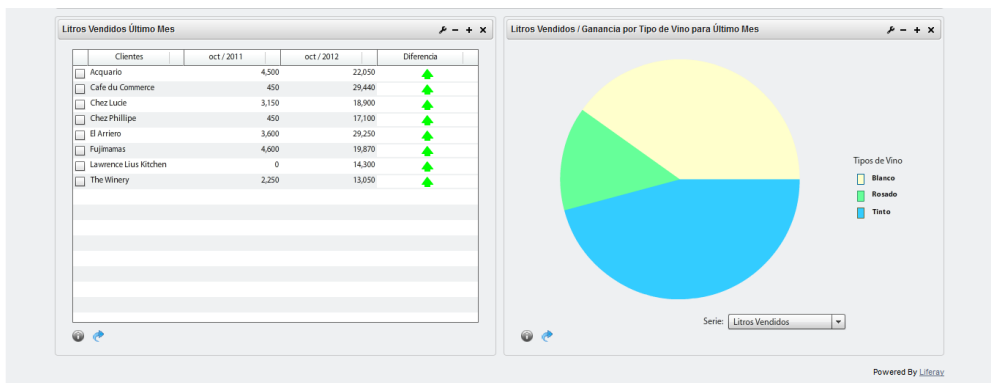 Litros Vendidos Último Mes
Clientes oct / 2011 oct / 2012 Diferencia
Acquario 4,500 22,050
Cafe du Commerce 450 29,440
Chez Lucie 3,150 18,900
Chez Phillipe 450 17,100
El Arriero 3,600 29,250
Fujimamas 4,600 19,870
Lawrence Lius Kitchen 0 14,300
The Winery 2,250 13,050
Litros Vendidos / Ganancia por Tipo de Vino para Último Mes
Tipos de Vino
Blanco
Rosado
Tinto
Serie: Litros Vendidos
Powered By Liferay